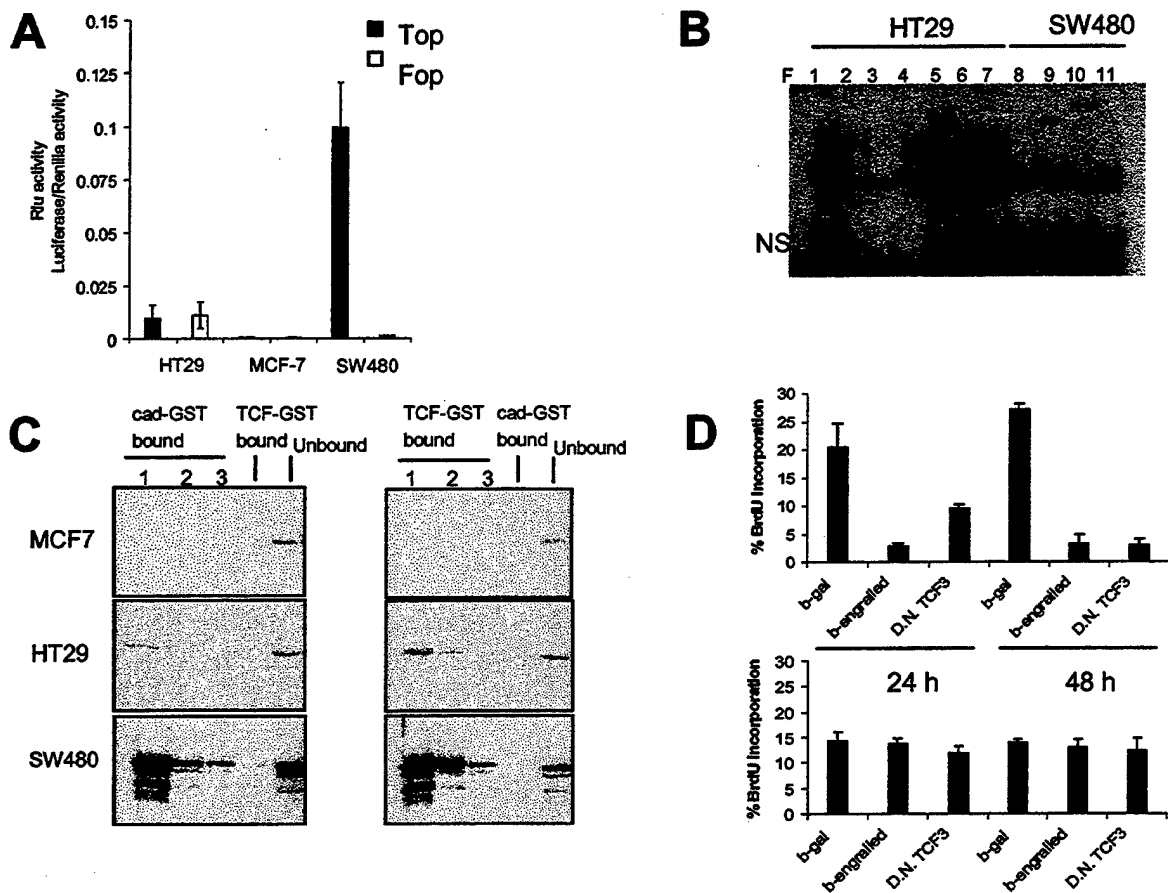 A
0.15
0.125
0.1
0.075
0.05
0.025
0
Rlu activity
Luciferase/Renilla activity
Top
Fop
HT29 MCF-7 SW480
B
HT29 SW480
F 1 2 3 4 5 6 7 8 9 10 11
NS
C
cad-GST bound
TCF-GST bound
Unbound
1 2 3
TCF-GST bound
cad-GST bound
Unbound
1 2 3
MCF7
HT29
SW480
D
% BrdU Incorporation
30
25
20
15
10
5
0
b-gal
b-engrailed
D.N. TCF3
b-gal
b-engrailed
D.N. TCF3
% BrdU Incorporation
30
25
20
15
10
5
0
24 h 48 h
b-gal
b-engrailed
D.N. TCF3
b-gal
b-engrailed
D.N. TCF3